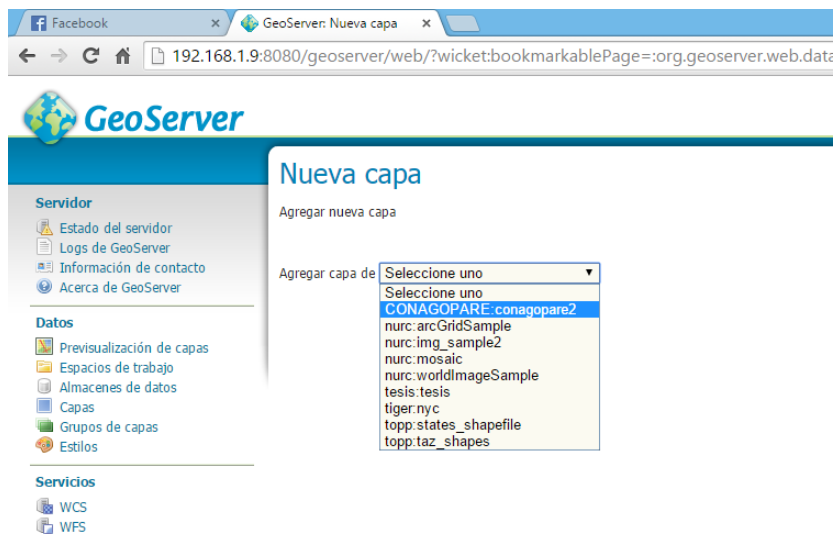 Facebook
GeoServer: Nueva capa
192.168.1.9:8080/geoserver/web/?wicket:bookmarkablePage=:org.geoserver.web.data
GeoServer
Servidor
Estado del servidor
Logs de GeoServer
Información de contacto
Acerca de GeoServer
Datos
Previsualización de capas
Espacios de trabajo
Almacenes de datos
Capas
Grupos de capas
Estilos
Servicios
WCS
WFS
Nueva capa
Agregar nueva capa
Agregar capa de Seleccione uno
Seleccione uno
CONAGOPARE:conagopare2
nurc:arcGridSample
nurc:img_sample2
nurc:mosaic
nurc:worldImageSample
tesis:tesis
tiger:nyc
topp:states_shapefile
topp:taz_shapes